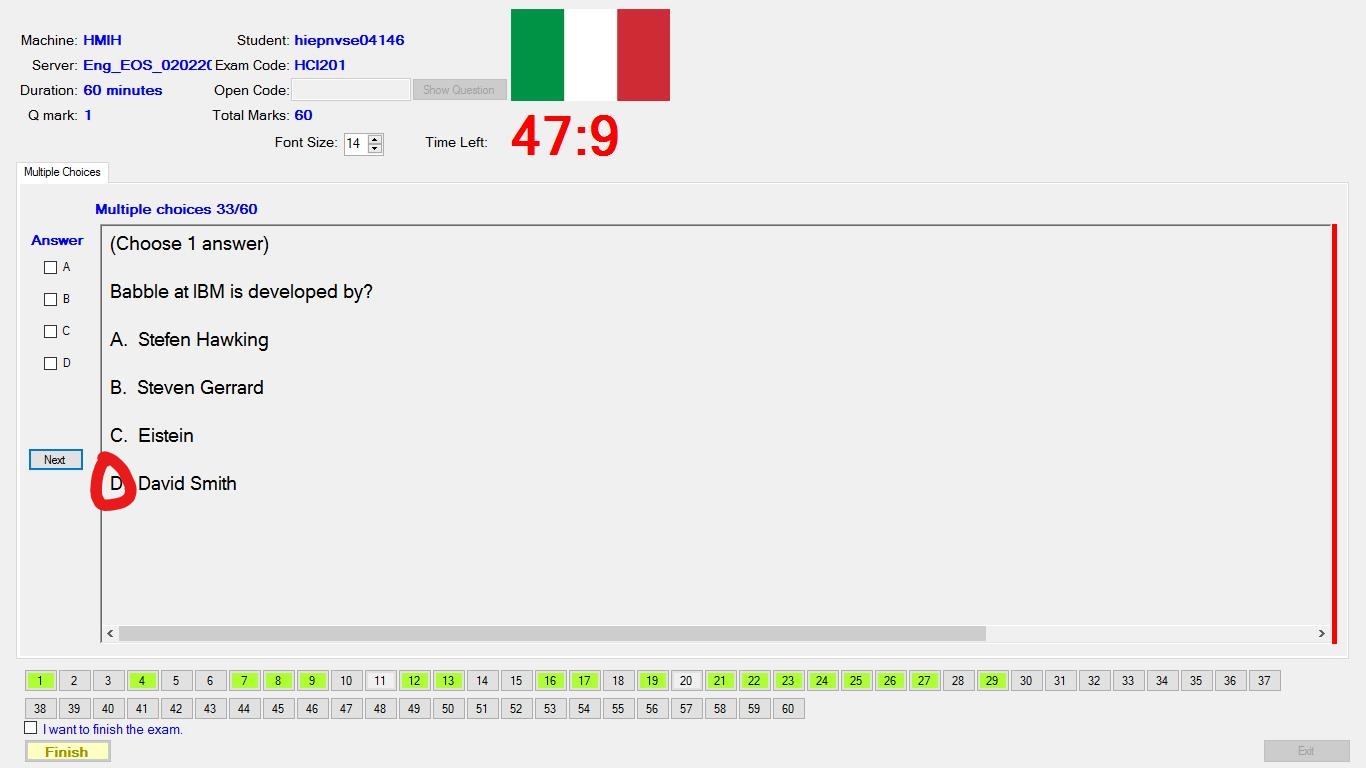 Machine: HMIH Student: hiepnvse04146
Server: Eng_EOS_02022( Exam Code: HCI201
Duration: 60 minutes Open Code: Show Question
Q mark: 1 Total Marks: 60
Font Size: 14 Time Left: 47:9
Multiple Choices
Multiple choices 33/60
Answer
A
B
C
D
Next
(Choose 1 answer)
Babble at IBM is developed by?
A. Stefen Hawking
B. Steven Gerrard
C. Eistein
D. David Smith
1 2 3 4 5 6 7 8 9 10 11 12 13 14 15 16 17 18 19 20 21 22 23 24 25 26 27 28 29 30 31 32 33 34 35 36 37
38 39 40 41 42 43 44 45 46 47 48 49 50 51 52 53 54 55 56 57 58 59 60
I want to finish the exam.
Finish
Exit